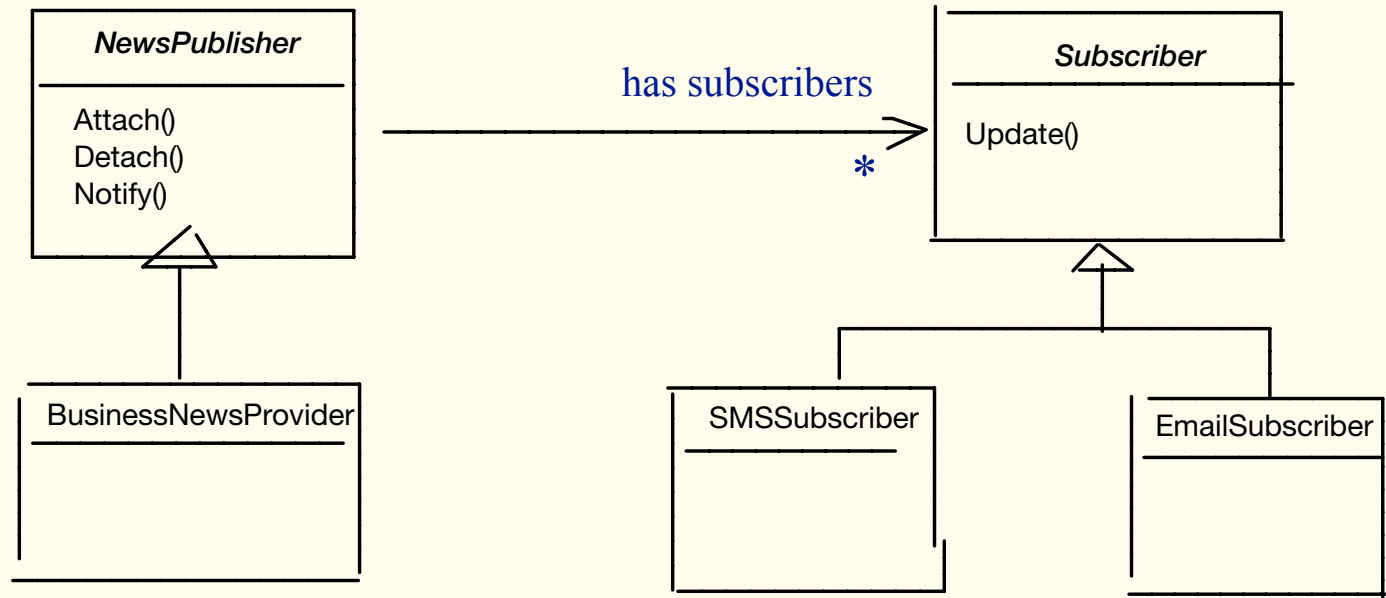 NewsPublisher
Attach()
Detach()
Notify()
has subscribers
*
Subscriber
Update()
BusinessNewsProvider
SMSSubscriber
EmailSubscriber